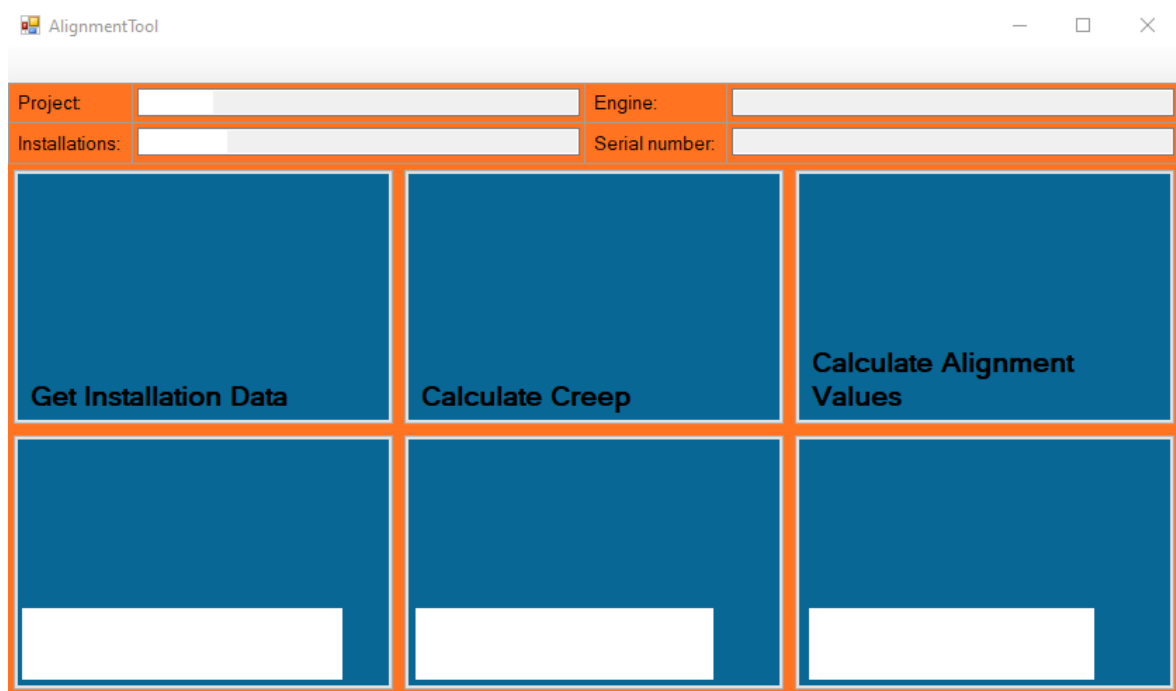 AlignmentTool
Project:
Engine:
Installations:
Serial number:
Get Installation Data
Calculate Creep
Calculate Alignment
Values